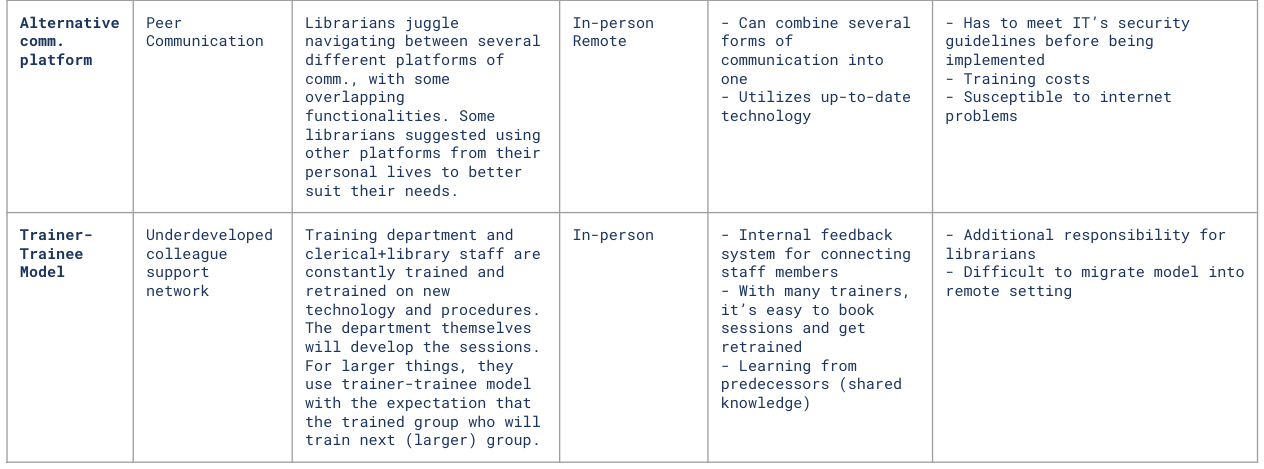 Alternative
comm.
platform
Peer
Communication
Librarians juggle
navigating between several
different platforms of
comm., with some
overlapping
functionalities. Some
librarians suggested using
other platforms from their
personal lives to better
suit their needs.
In-person
Remote
- Can combine several
forms of
communication into
one
- Utilizes up-to-date
technology
- Has to meet IT’s security
guidelines before being
implemented
- Training costs
- Susceptible to internet
problems
Trainer-
Trainee
Model
Underdeveloped
colleague
support
network
Training department and
clerical+library staff are
constantly trained and
retrained on new
technology and procedures.
The department themselves
will develop the sessions.
For larger things, they
use trainer-trainee model
with the expectation that
the trained group who will
train next (larger) group.
In-person
- Internal feedback
system for connecting
staff members
- With many trainers,
it’s easy to book
sessions and get
retrained
- Learning from
predecessors (shared
knowledge)
- Additional responsibility for
librarians
- Difficult to migrate model into
remote setting